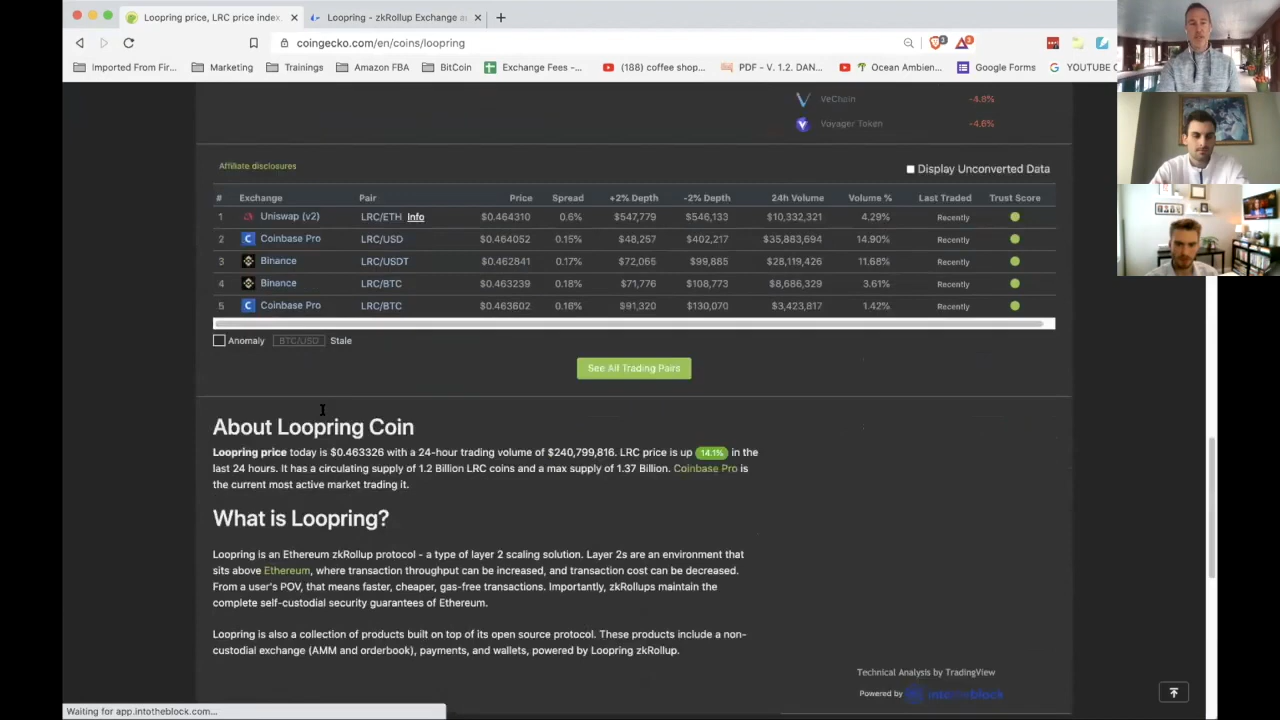 Loopring price, LRC price index,
Loopring - zkRollup Exchange a
coingecko.com/en/coins/loopring
3
3
Imported From Fir...
Marketing
Trainings
Amazon FBA
BitCoin
Exchange Fees -...
(188) coffee shop...
PDF - V. 1.2. DAN...
Ocean Ambien...
Google Forms
YOUTUBE C
VeChain -4.8%
Voyager Token -4.6%
Affiliate disclosures
Display Unconverted Data
# Exchange Pair Price Spread +2% Depth -2% Depth 24h Volume Volume % Last Traded Trust Score
1 Uniswap (v2) LRC/ETH Info $0.464310 0.6% $547,779 $546,133 $10,332,321 4.29% Recently
2 Coinbase Pro LRC/USD $0.464052 0.15% $48,257 $402,217 $35,883,694 14.90% Recently
3 Binance LRC/USDT $0.462841 0.17% $72,065 $99,885 $28,119,426 11.68% Recently
4 Binance LRC/BTC $0.463239 0.18% $71,776 $108,773 $8,686,329 3.61% Recently
5 Coinbase Pro LRC/BTC $0.463602 0.16% $91,320 $130,070 $3,423,817 1.42% Recently
Anomaly BTC/USD Stale
See All Trading Pairs
About Loopring Coin
Loopring price today is $0.463326 with a 24-hour trading volume of $240,799,816. LRC price is up 14.1% in the
last 24 hours. It has a circulating supply of 1.2 Billion LRC coins and a max supply of 1.37 Billion. Coinbase Pro is
the current most active market trading it.
What is Loopring?
Loopring is an Ethereum zkRollup protocol - a type of layer 2 scaling solution. Layer 2s are an environment that
sits above Ethereum, where transaction throughput can be increased, and transaction cost can be decreased.
From a user's POV, that means faster, cheaper, gas-free transactions. Importantly, zkRollups maintain the
complete self-custodial security guarantees of Ethereum.
Loopring is also a collection of products built on top of its open source protocol. These products include a non-
custodial exchange (AMM and orderbook), payments, and wallets, powered by Loopring zkRollup.
Technical Analysis by TradingView
Powered by intotheblock
Waiting for app.intotheblock.com...